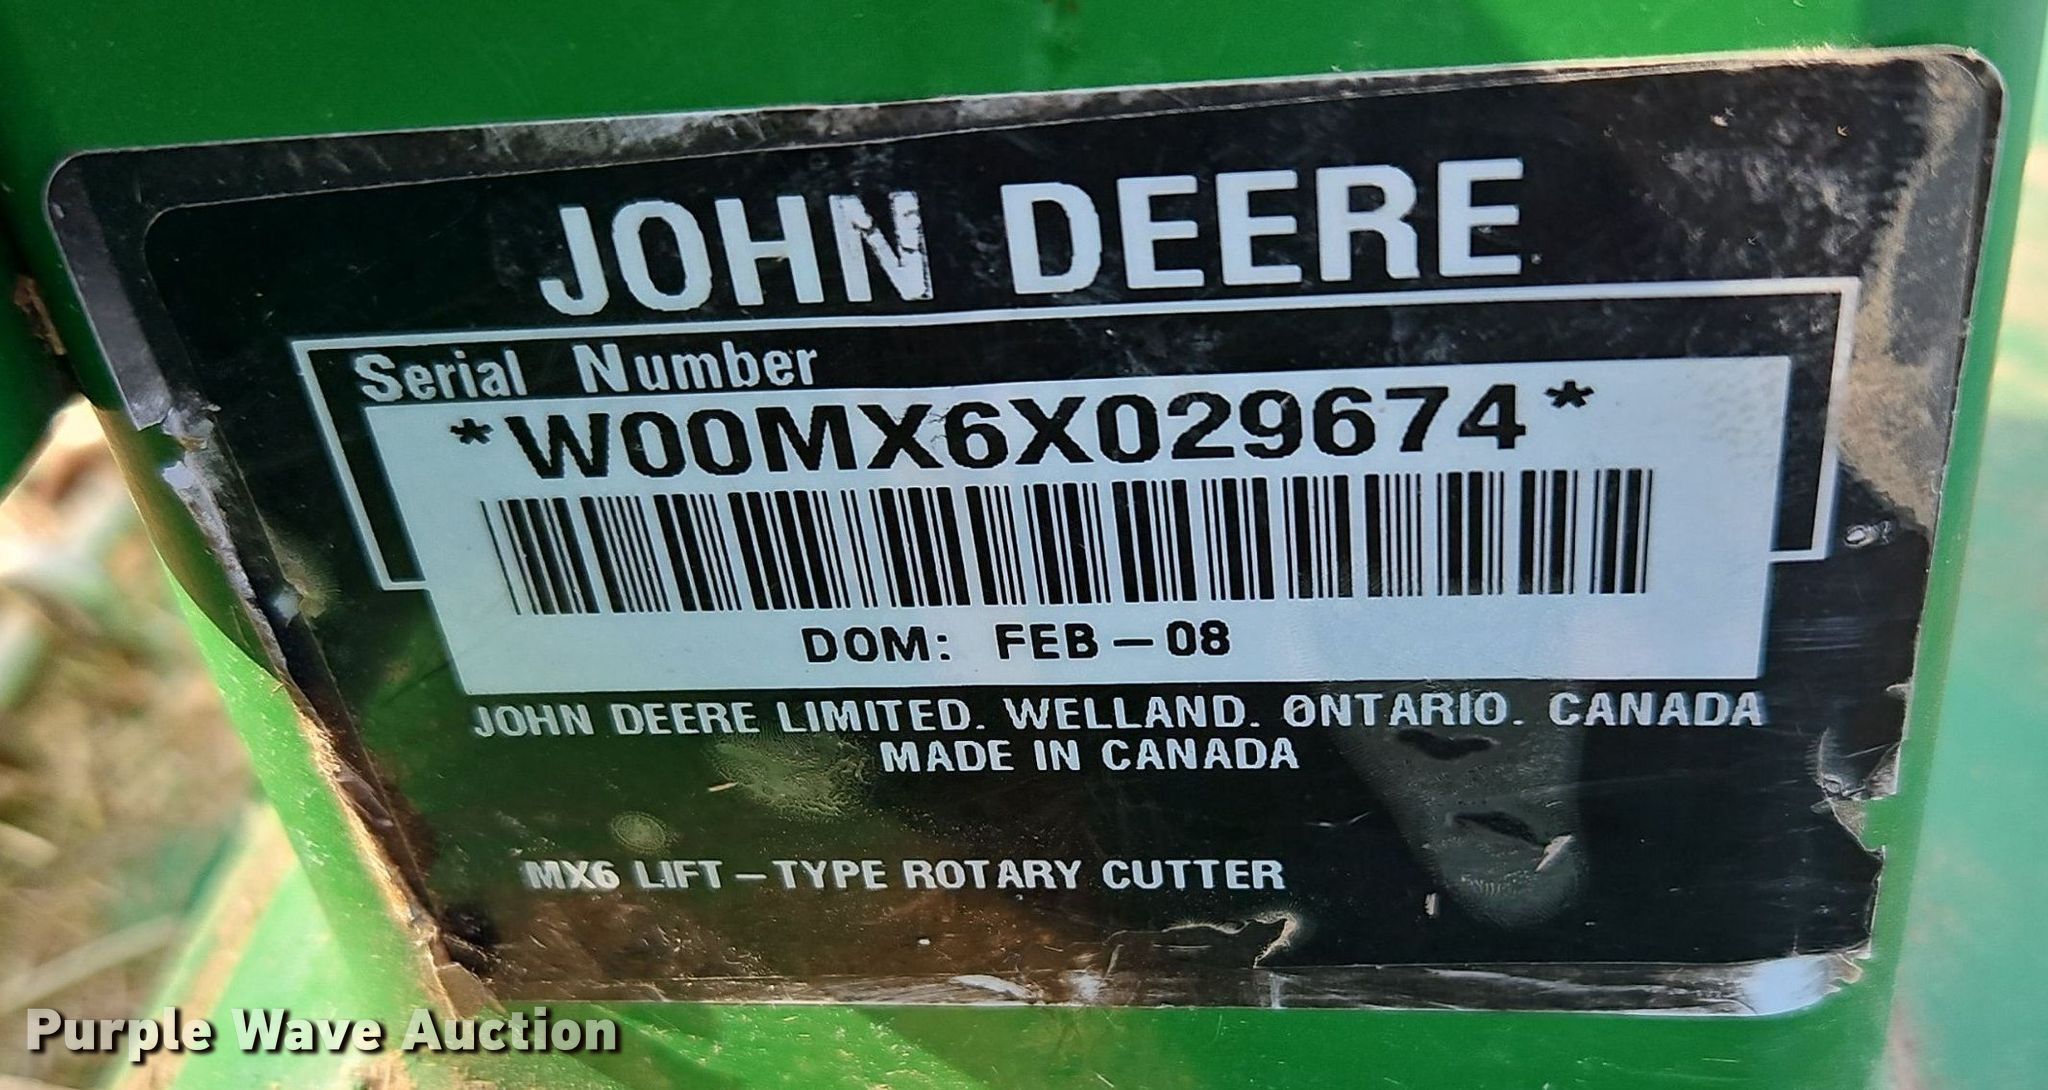 JOHN DEERE
Serial Number
*W00MX6X029674*
DOM: FEB-08
JOHN DEERE LIMITED. WELLAND. ONTARIO. CANADA
MADE IN CANADA
MX6 LIFT-TYPE ROTARY CUTTER
Purple Wave Auction